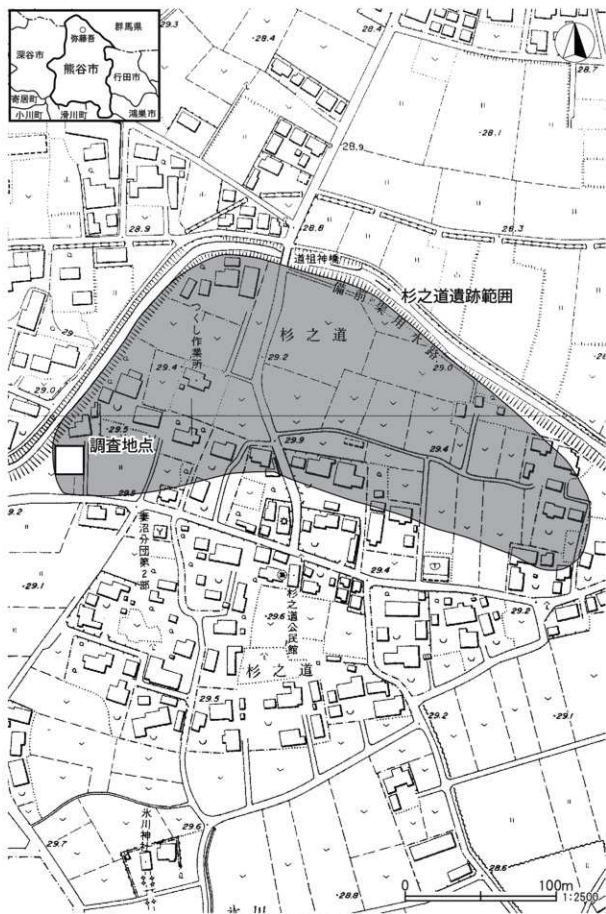 群馬県
弥藤吾
深谷市
熊谷市
行田市
寄居町
小川町
滑川町
鴻巣市
29.3
28.4
28.4
28.7
28.1
28.9
28.9
28.8
28.3
道祖神橋
備前渠用水路
杉之道遺跡範囲
つくし作業所
杉之道
29.2
29.0
29.4
29.0
29.5
29.9
29.4
調査地点
29.5
29.2
妻沼分団第2部
29.4
29.1
29.6
杉之道公民館
29.2
杉之道
29.5
29.2
29.1
29.6
29.7
氷川神社
28.6
28.8
氷川
0
100m
1:2500